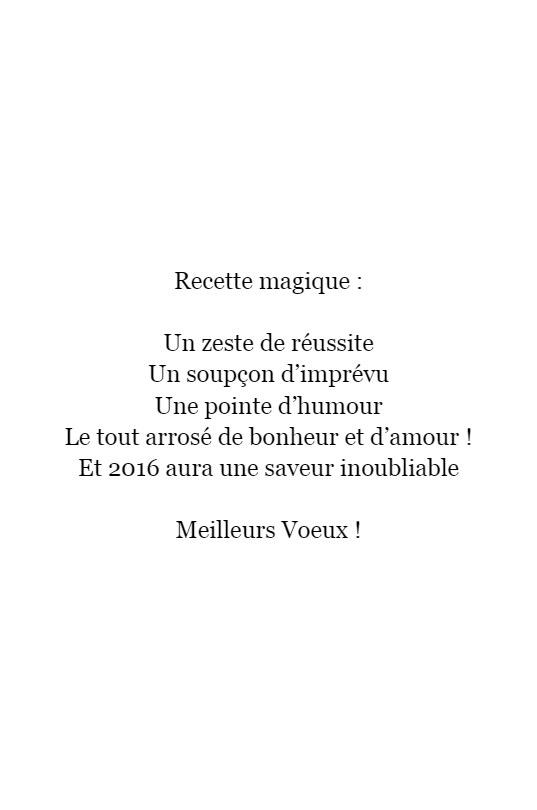 Recette magique :
Un zeste de réussite
Un soupçon d’imprévu
Une pointe d’humour
Le tout arrosé de bonheur et d’amour !
Et 2016 aura une saveur inoubliable
Meilleurs Voeux !